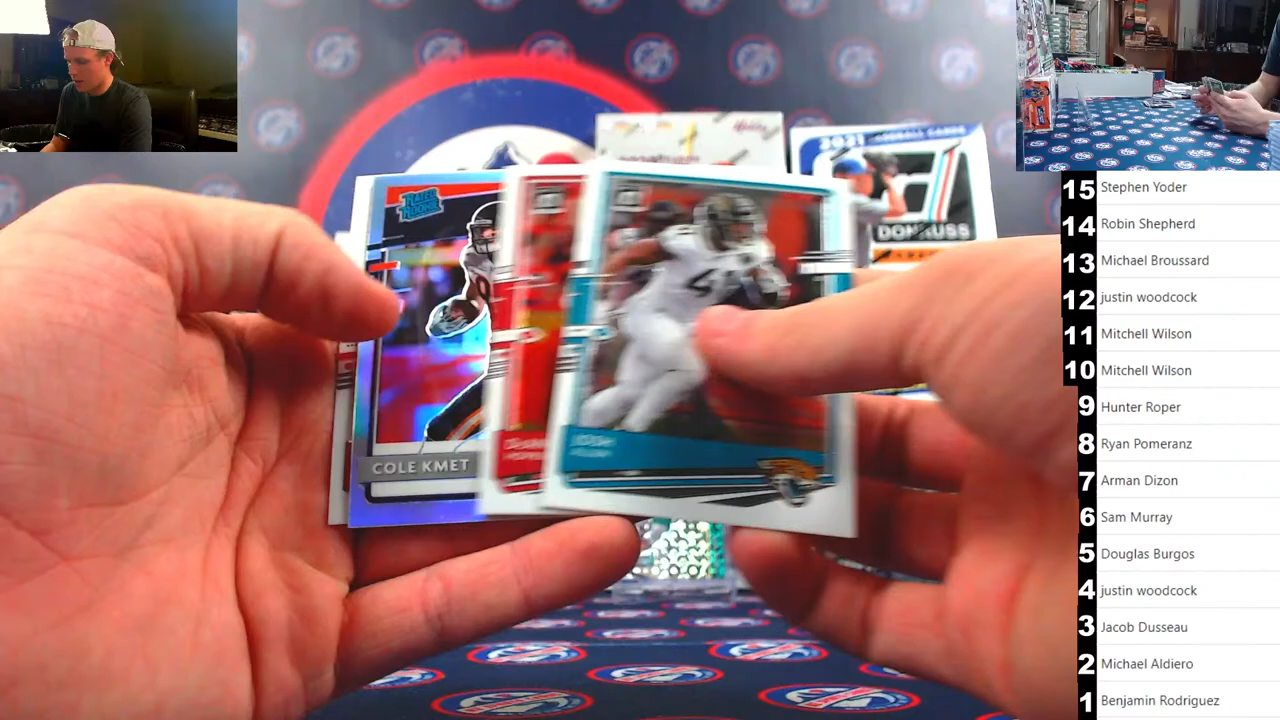 2021
DONRUSS
RATED
ROOKIE
COLE KMET
JOSH
15 Stephen Yoder
14 Robin Shepherd
13 Michael Broussard
12 justin woodcock
11 Mitchell Wilson
10 Mitchell Wilson
9 Hunter Roper
8 Ryan Pomeranz
7 Arman Dizon
6 Sam Murray
5 Douglas Burgos
4 justin woodcock
3 Jacob Dusseau
2 Michael Aldiero
1 Benjamin Rodriguez